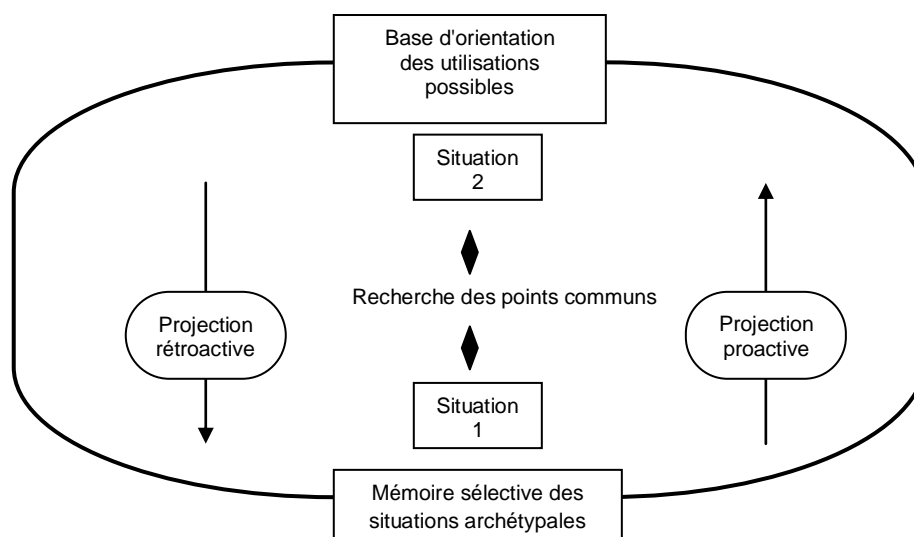 Base d'orientation
des utilisations
possibles
Situation
2
Recherche des points communs
Projection
rétroactive
Projection
proactive
Situation
1
Mémoire sélective des
situations archétypales